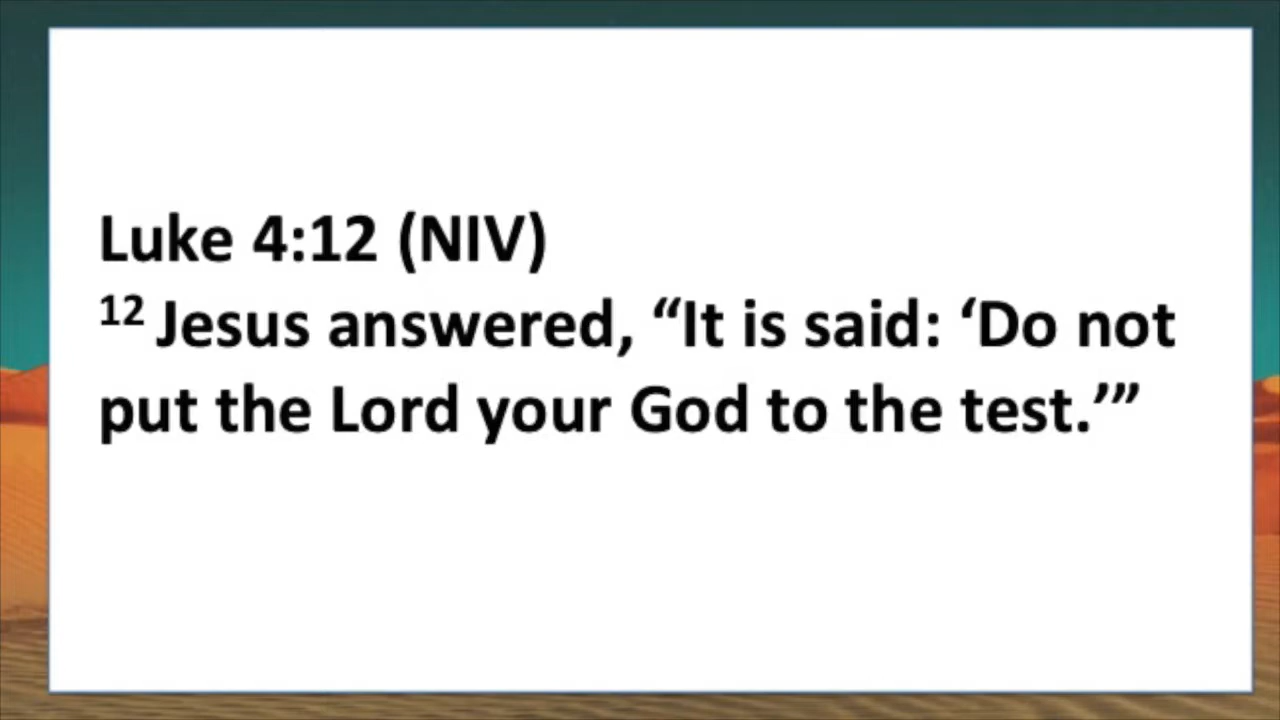 Luke 4:12 (NIV)
12 Jesus answered, “It is said: ‘Do not
put the Lord your God to the test.’”